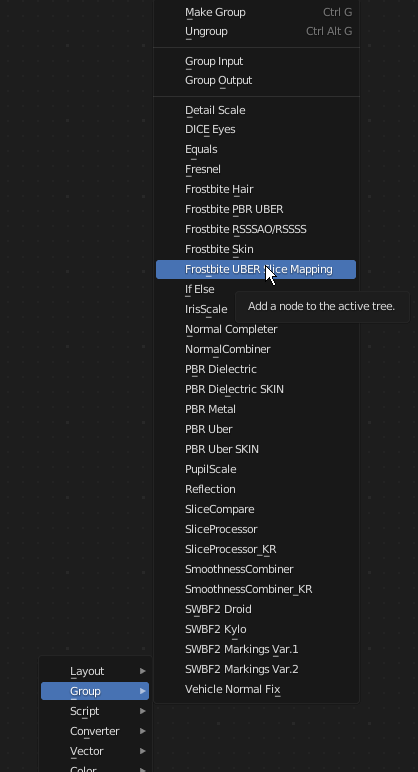 Make Group Ctrl G
Ungroup Ctrl Alt G
Group Input
Group Output
Detail Scale
DICE Eyes
Equals
Fresnel
Frostbite Hair
Frostbite PBR UBER
Frostbite RSSSAO/RSSSS
Frostbite Skin
Frostbite UBER Slice Mapping
If Else
Add a node to the active tree.
IrisScale
Normal Completer
NormalCombiner
PBR Dielectric
PBR Dielectric SKIN
PBR Metal
PBR Uber
PBR Uber SKIN
PupilScale
Reflection
SliceCompare
SliceProcessor
SliceProcessor_KR
SmoothnessCombiner
SmoothnessCombiner_KR
SWBF2 Droid
SWBF2 Kylo
SWBF2 Markings Var.1
SWBF2 Markings Var.2
Vehicle Normal Fix
Layout
Group
Script
Converter
Vector
Color